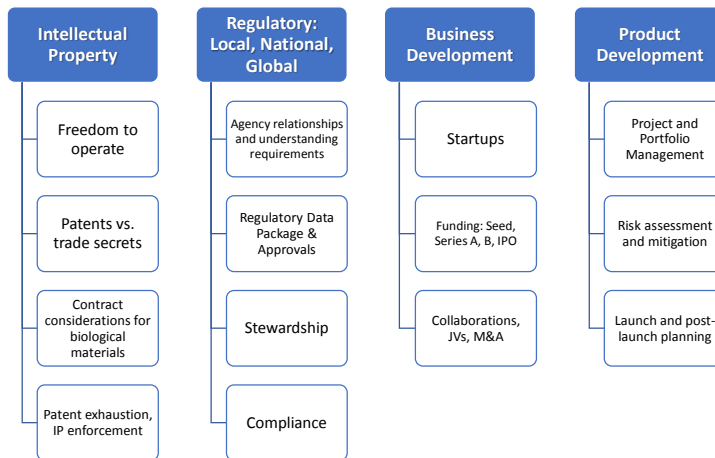 Intellectual
Property
Freedom to
operate
Patents vs.
trade secrets
Contract
considerations for
biological
materials
Patent exhaustion,
IP enforcement
Regulatory:
Local, National,
Global
Agency relationships
and understanding
requirements
Regulatory Data
Package &
Approvals
Stewardship
Compliance
Business
Development
Startups
Funding: Seed,
Series A, B, IPO
Collaborations,
JVs, M&A
Product
Development
Project and
Portfolio
Management
Risk assessment
and mitigation
Launch and post-
launch planning